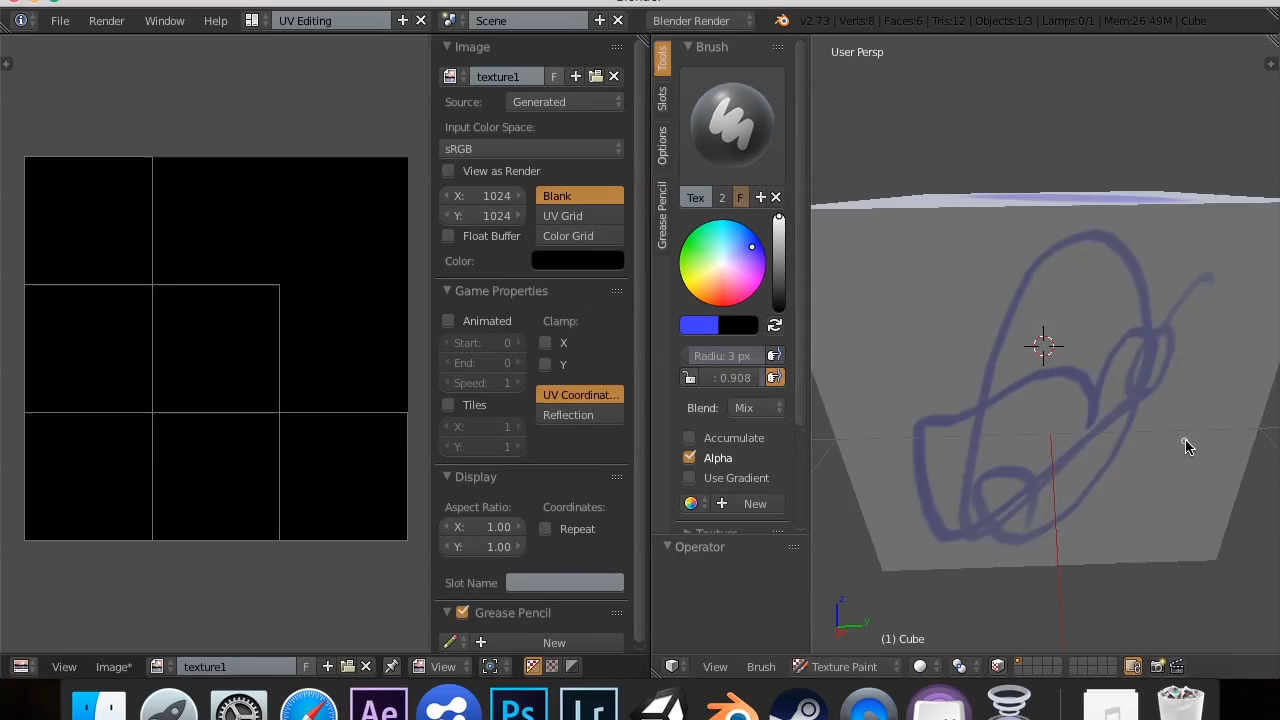 File Render Window Help UV Editing Scene Blender Render v2.73 | Verts:8 | Faces:6 | Tris:12 | Objects:1/3 | Lamps:0/1 | Mem:26.49M | Cube
Image
texture1 F
Source: Generated
Input Color Space:
sRGB
View as Render
X: 1024 Blank
Y: 1024 UV Grid
Float Buffer Color Grid
Color:
Game Properties
Animated Clamp:
Start: 0 X
End: 0 Y
Speed: 1 UV Coordinat...
Tiles Reflection
X: 1
Y: 1
Display
Aspect Ratio: Coordinates:
X: 1.00 Repeat
Y: 1.00
Slot Name
Grease Pencil
New
Tools
Slots
Options
Grease Pencil
Brush
Tex 2 F
Radiu: 3 px
: 0.908
Blend: Mix
Accumulate
Alpha
Use Gradient
New
Operator
User Persp
z
y
(1) Cube
View Image* texture1 F View
View Brush Texture Paint
Ae Ps Lr